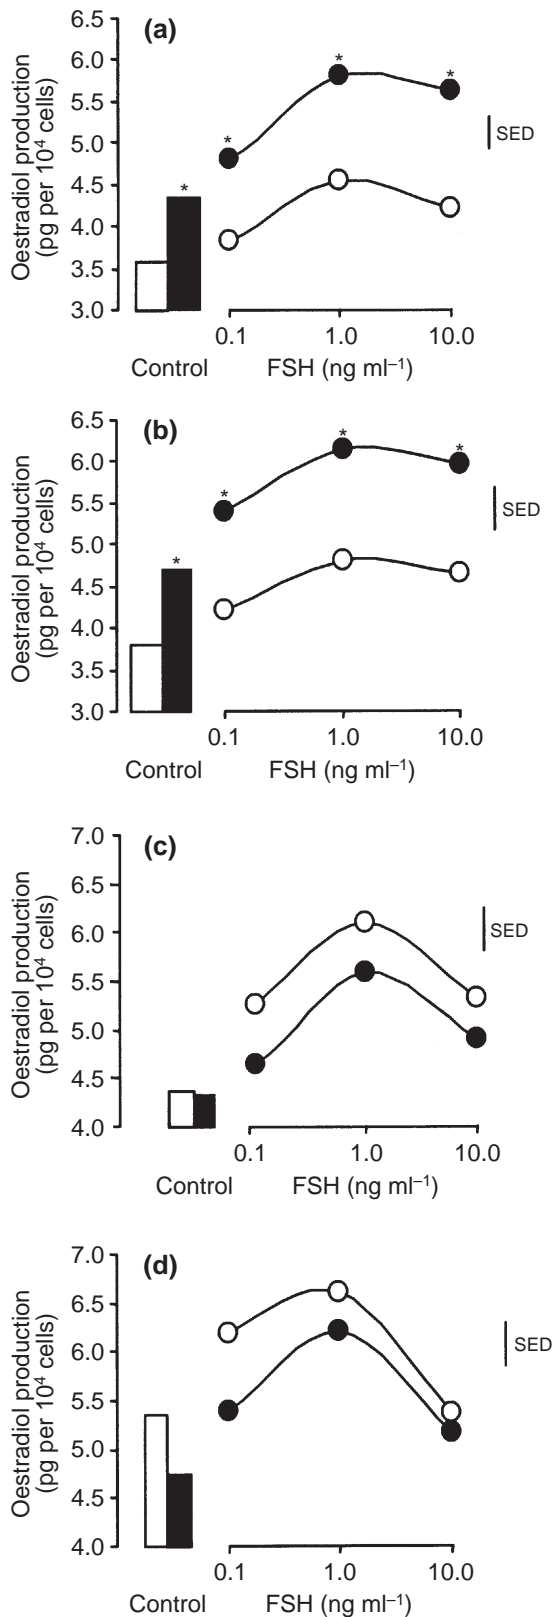 (a)
Oestradiol production
(pg per 10⁴ cells)
6.5
6.0
5.5
5.0
4.5
4.0
3.5
3.0
*
*
*
*
SED
0.1
1.0
10.0
Control
FSH (ng ml⁻¹)
(b)
Oestradiol production
(pg per 10⁴ cells)
6.5
6.0
5.5
5.0
4.5
4.0
3.5
3.0
*
*
*
*
SED
0.1
1.0
10.0
Control
FSH (ng ml⁻¹)
(c)
Oestradiol production
(pg per 10⁴ cells)
7.0
6.5
6.0
5.5
5.0
4.5
4.0
SED
0.1
1.0
10.0
Control
FSH (ng ml⁻¹)
(d)
Oestradiol production
(pg per 10⁴ cells)
7.0
6.5
6.0
5.5
5.0
4.5
4.0
SED
0.1
1.0
10.0
Control
FSH (ng ml⁻¹)